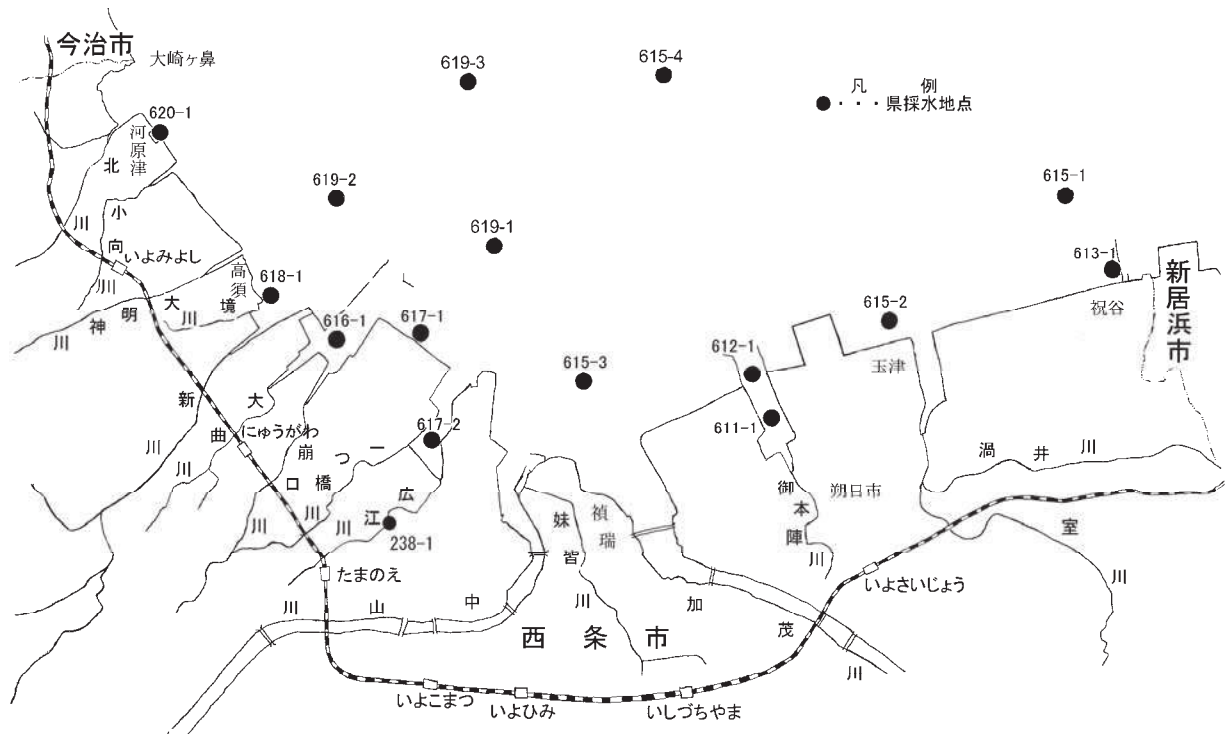 今治市
大崎ヶ鼻
619-3
615-4
凡 例
●・・・県採水地点
620-1
河原津
北川
619-2
615-1
小向川
619-1
いよみよし
613-1
高須
618-1
新居浜市
大明神川
境川
616-1
617-1
615-2
祝谷
612-1
615-3
玉津
新川
大曲川
にゅうがわ
617-2
611-1
崩口川
一つ橋川
渦井川
広江川
御本陣川
朔日市
238-1
妹皆川
禎瑞
室川
たまのえ
いよさいじょう
中山川
加茂川
西条市
いよこまつ
いよひみ
いしづちやま